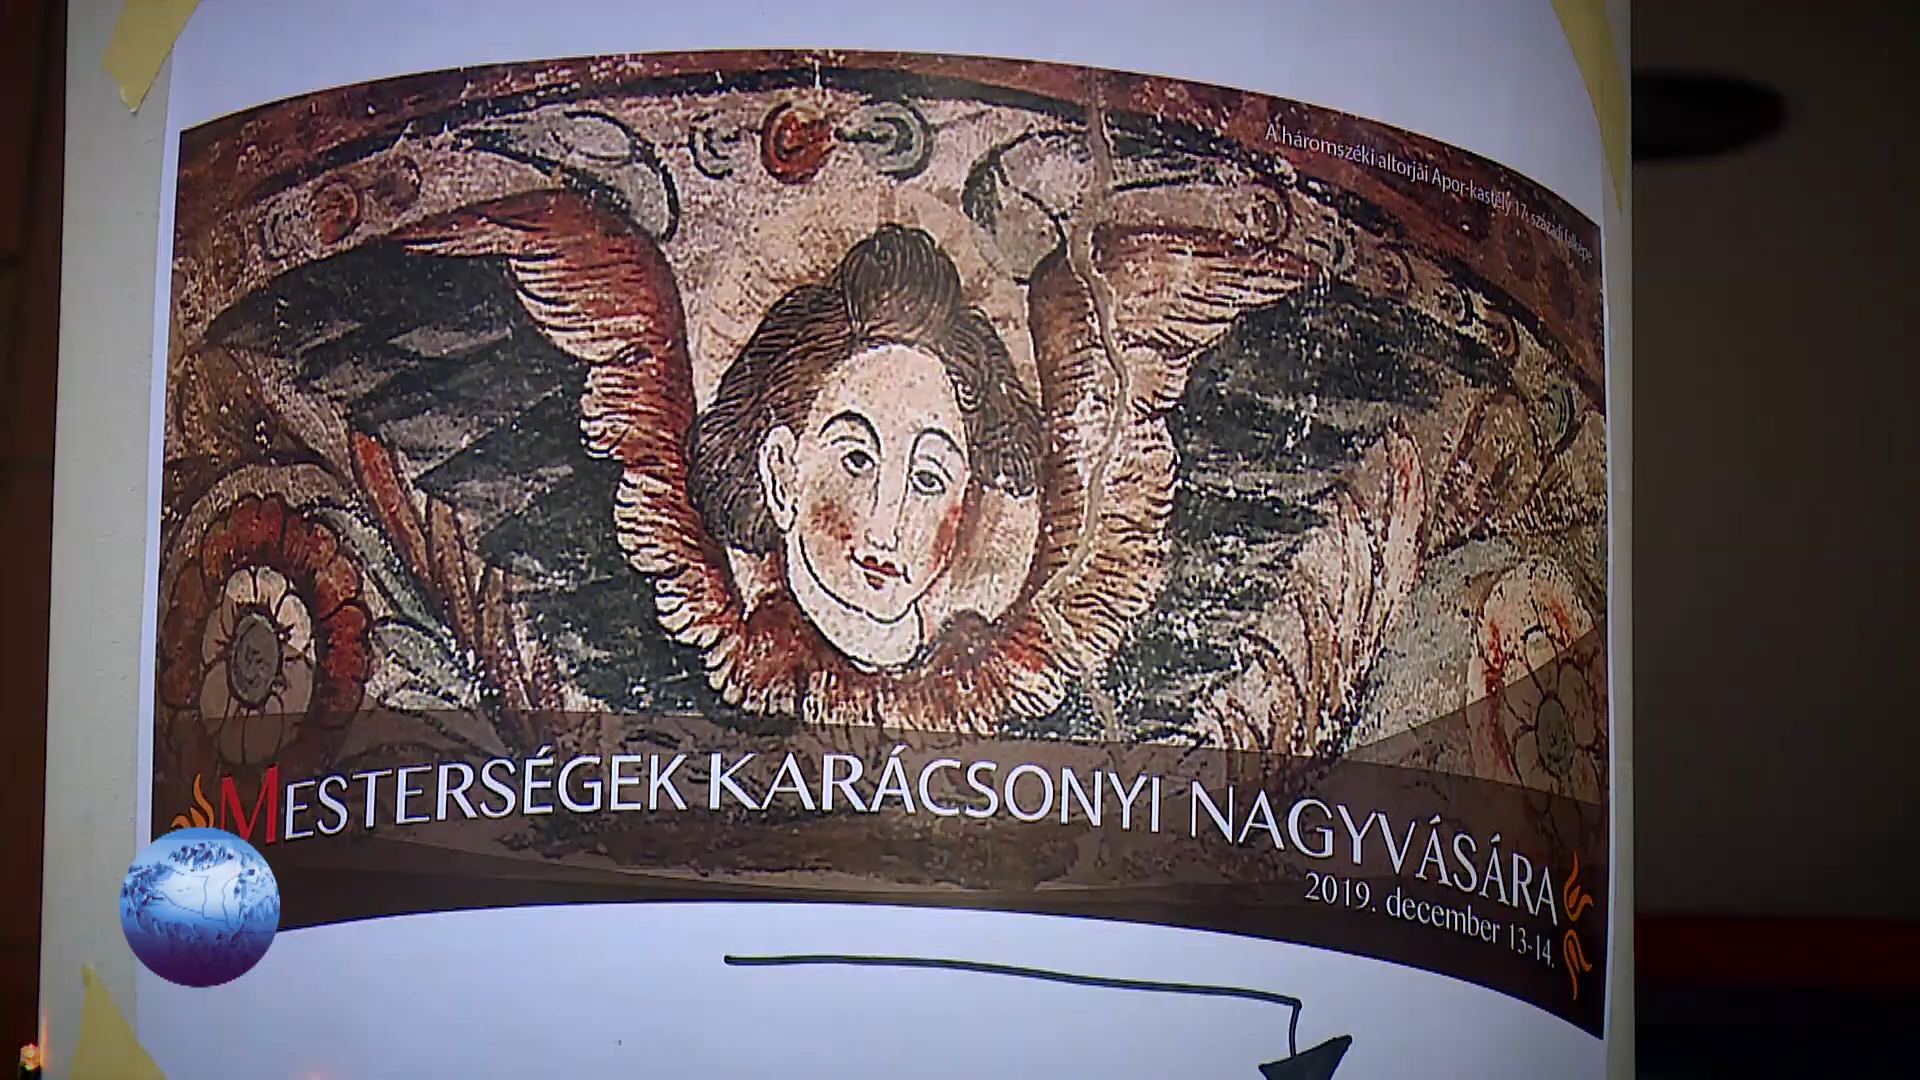 A háromszéki altorjai Apor-kastély 17. századi falképe
MESTERSÉGEK KARÁCSONYI NAGYVÁSÁRA
2019. december 13-14.